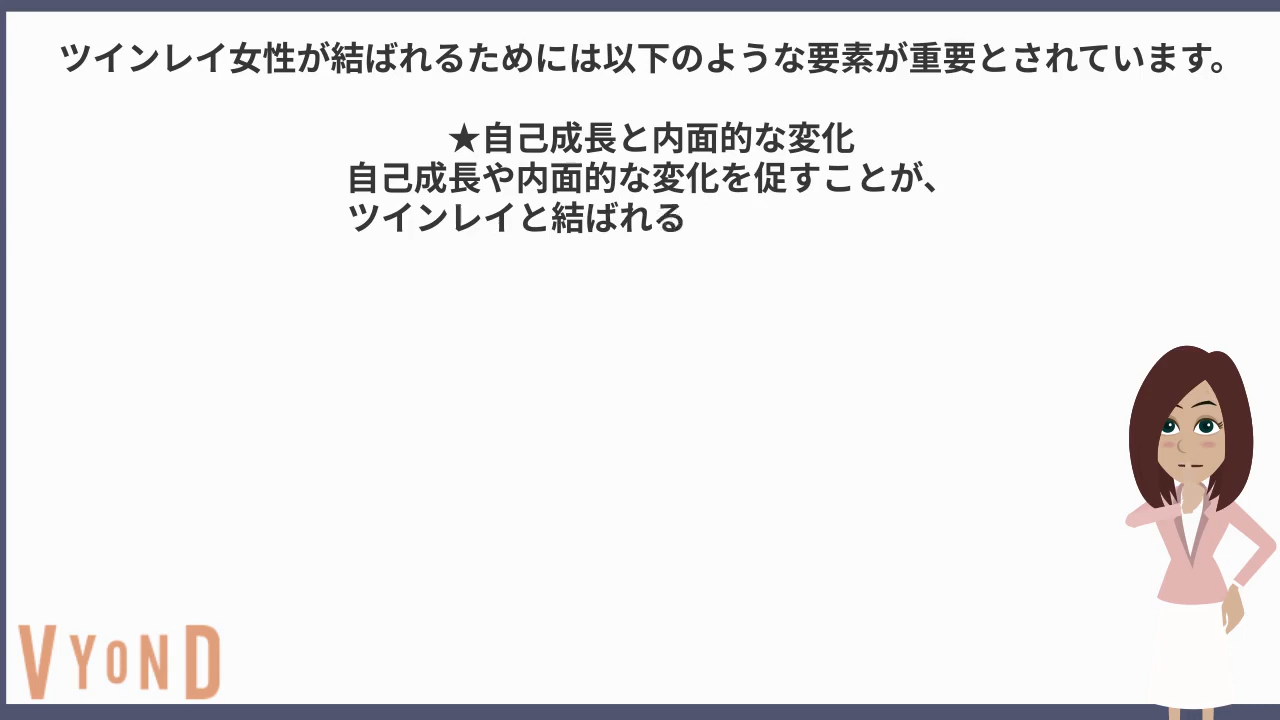 ツインレイ女性が結ばれるためには以下のような要素が重要とされています。
★自己成長と内面的な変化
自己成長や内面的な変化を促すことが、
ツインレイと結ばれる
VYOND